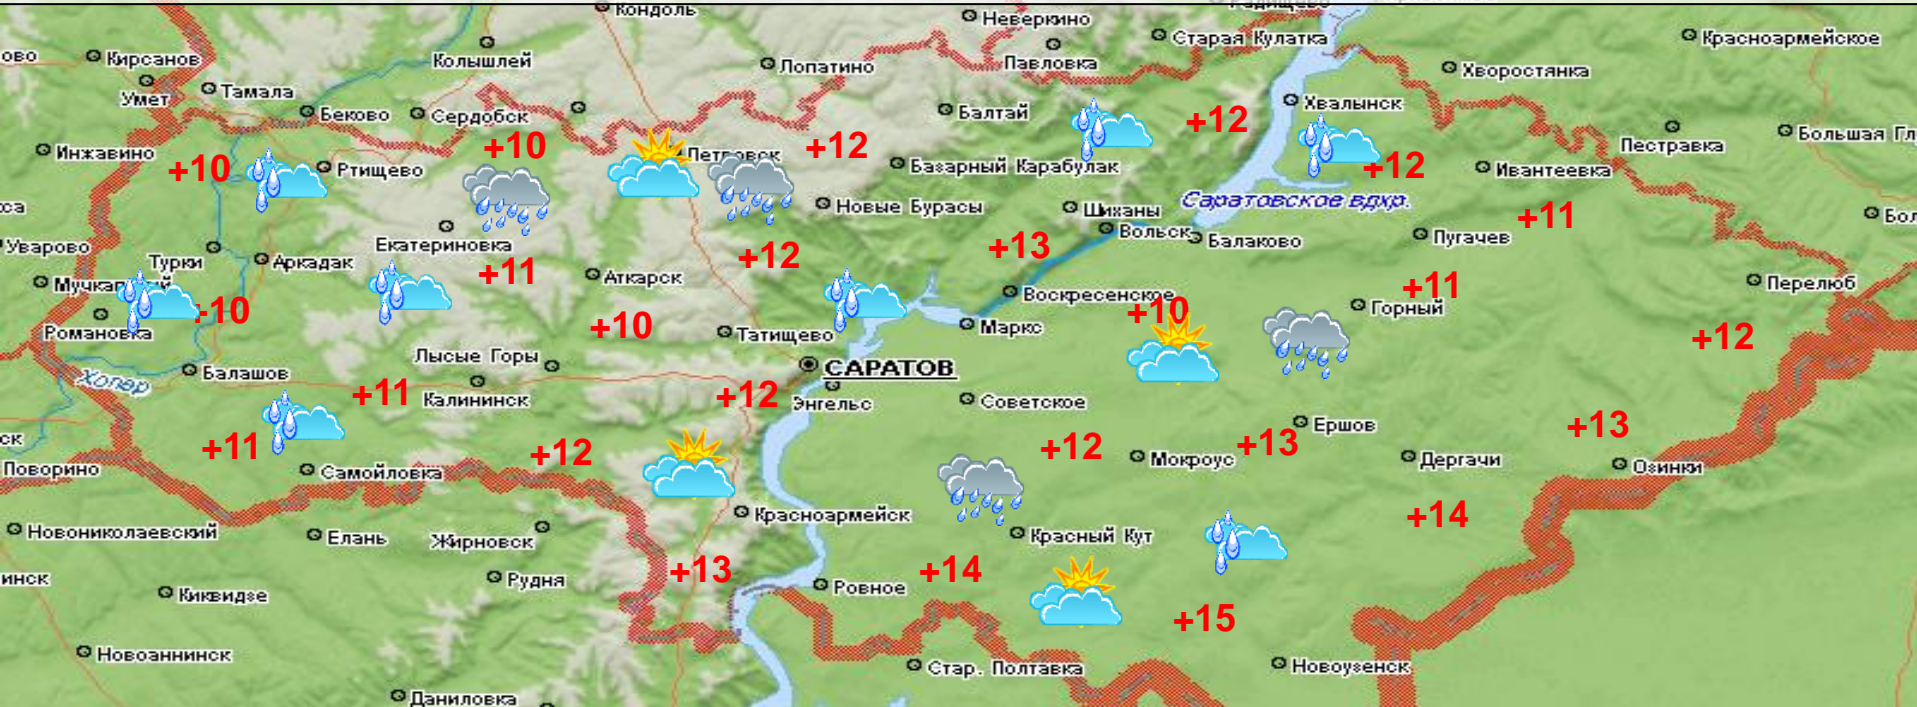 Кондоль
Неверкино
Старая Кулатка
Красноармейское
ово
Кирсанов
Колышлей
Лопатино
Павловка
Хворостянка
Умет
Тамала
Беково
Сердобск
Балтай
Хвалынск
+12
Пестравка
Большая Гл
Инжавино
+10
+10
Ртищево
Петровск
+12
Базарный Карабулак
+12
Ивантеевка
Новые Бурасы
Шиханы
Саратовское вдхр.
+11
Бол
Уварово
Турки
Аркадак
Екатериновка
+11
Аткарск
+12
+13
Вольск
Балаково
Пугачев
+10
Романовка
+10
Татищево
Воскресенское
+10
Маркс
+11
Горный
Перелюб
+12
Хопер
Балашов
Лысые Горы
САРАТОВ
+11
Калининск
+12
Энгельс
Советское
+11
Самойловка
+12
+12
Мокроус
+13
Ершов
+13
Дергачи
Озинки
ск
Поворино
Новониколаевский
Елань
Жирновск
Красноармейск
Красный Кут
+14
инск
Киквидзе
Рудня
+13
Ровное
+14
+15
Новоаннинск
Стар. Полтавка
Новоузенск
Даниловка